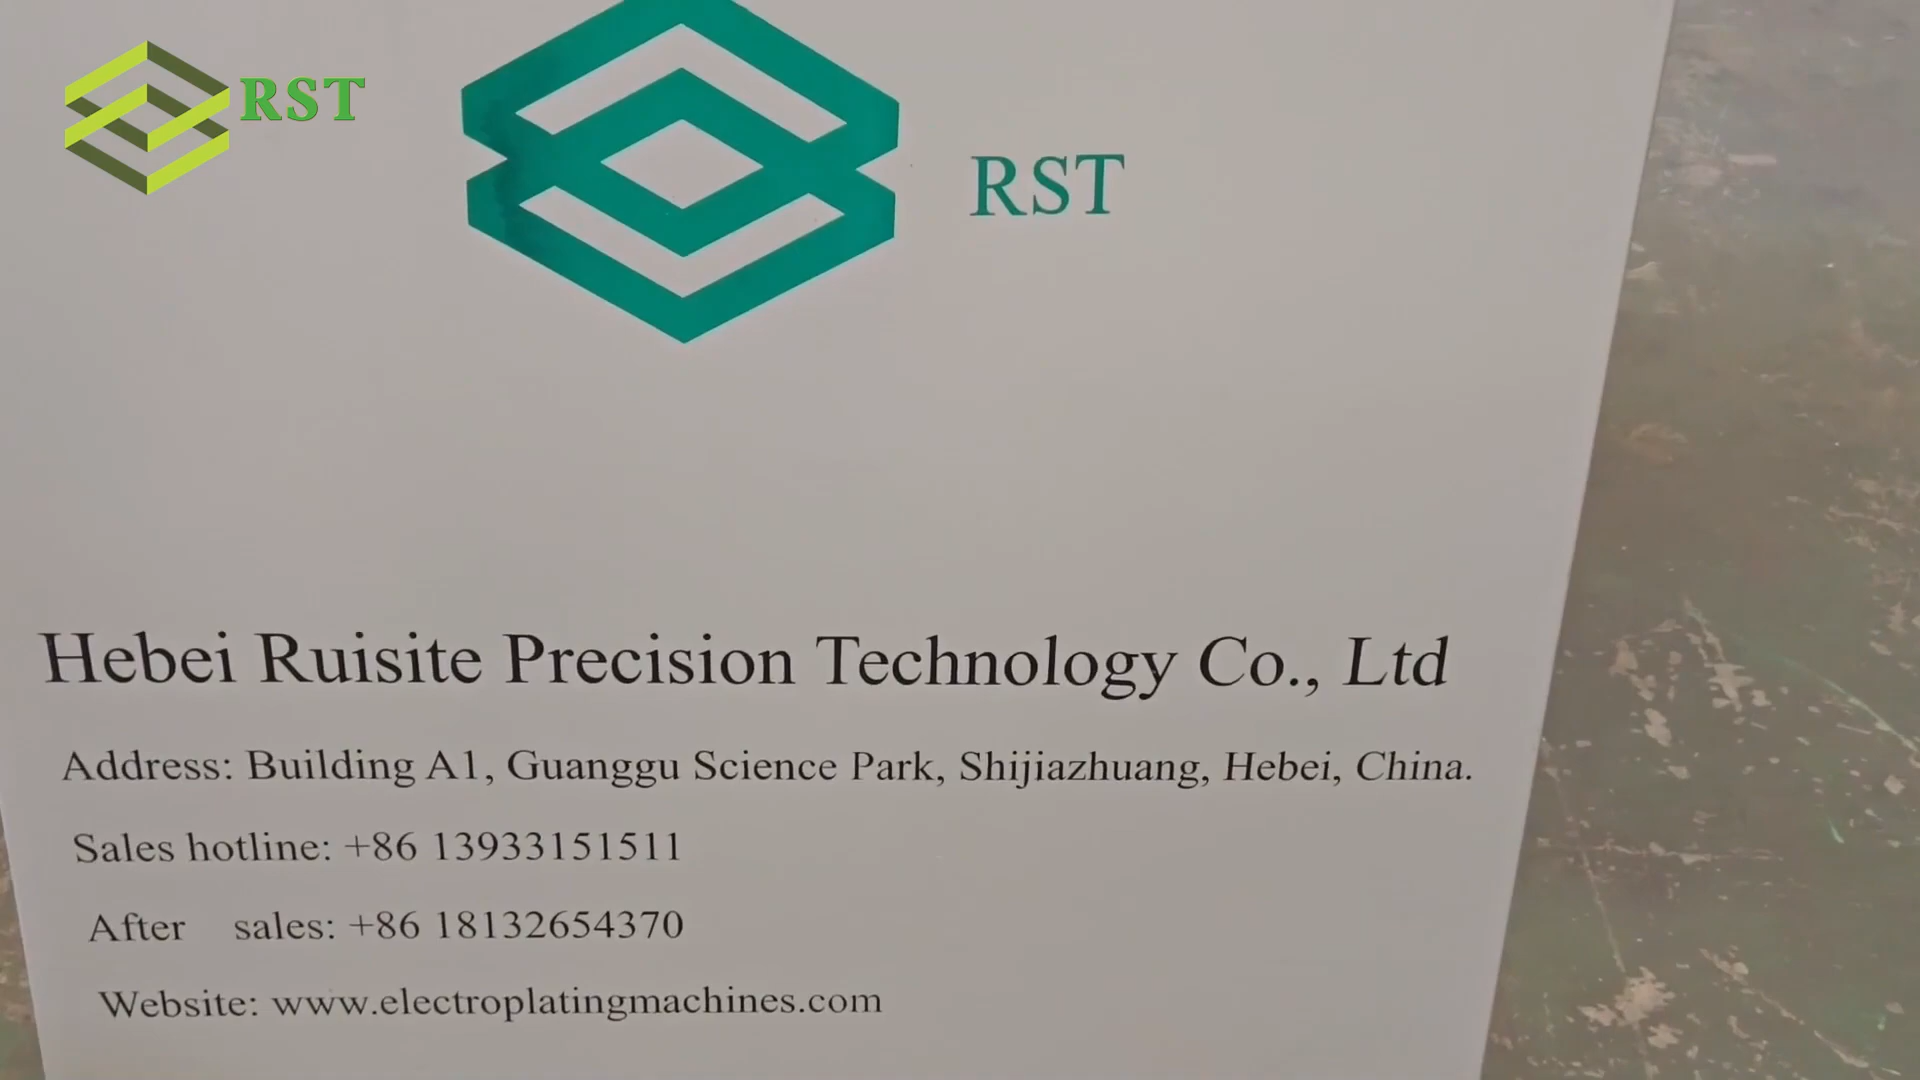 RST
RST
Hebei Ruisite Precision Technology Co., Ltd
Address: Building A1, Guanggu Science Park, Shijiazhuang, Hebei, China.
Sales hotline: +86 13933151511
After sales: +86 18132654370
Website: www.electroplatingmachines.com